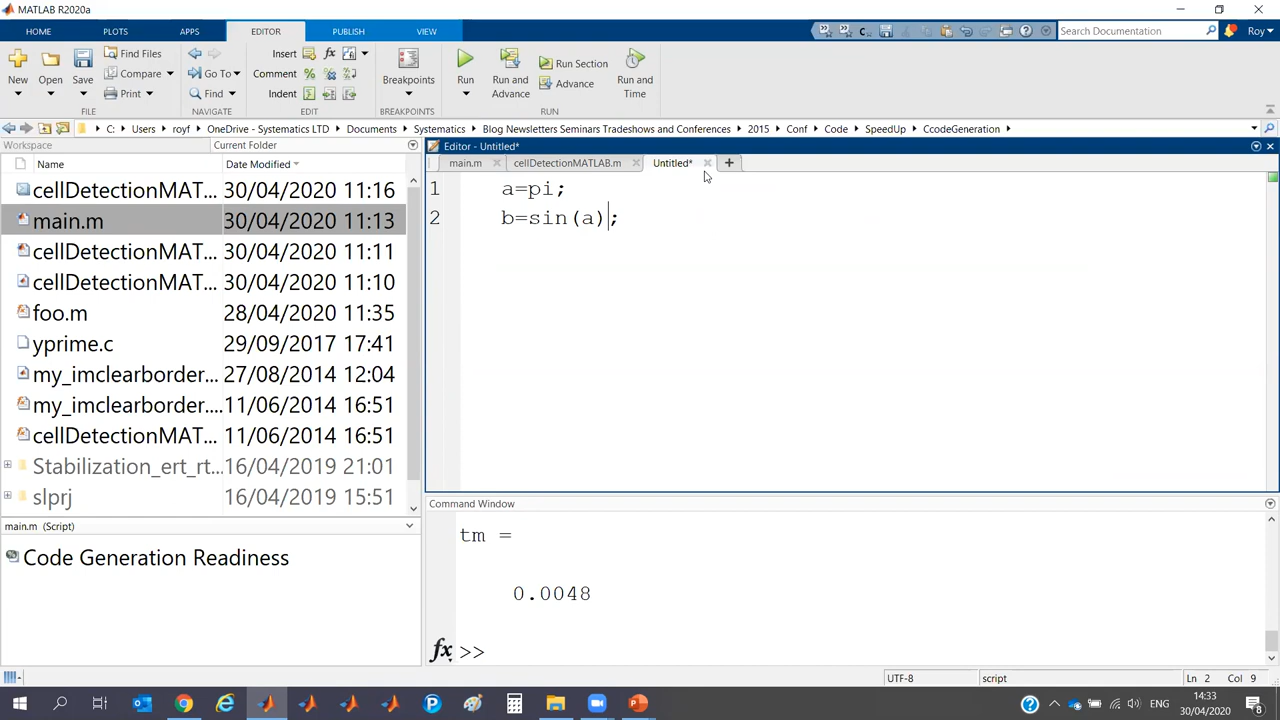 MATLAB R2020a
HOME PLOTS APPS EDITOR PUBLISH VIEW
Search Documentation
Roy
New Open Save
Find Files
Compare
Print
FILE
Go To
Find
NAVIGATE
Insert
Comment
Indent
EDIT
Breakpoints
BREAKPOINTS
Run
Run and Advance
Run Section
Advance
Run and Time
RUN
C: Users royf OneDrive - Systematics LTD Documents Systematics Blog Newsletters Seminars Tradeshows and Conferences 2015 Conf Code SpeedUp CcodeGeneration
Workspace Current Folder
Name Date Modified
cellDetectionMAT... 30/04/2020 11:16
main.m 30/04/2020 11:13
cellDetectionMAT... 30/04/2020 11:11
cellDetectionMAT... 30/04/2020 11:10
foo.m 28/04/2020 11:35
yprime.c 29/09/2017 17:41
my_imclearborder... 27/08/2014 12:04
my_imclearborder.... 11/06/2014 16:51
cellDetectionMAT... 11/06/2014 16:51
Stabilization_ert_rt... 16/04/2019 21:01
slprj 16/04/2019 15:51
main.m (Script)
Code Generation Readiness
Editor - Untitled*
main.m cellDetectionMATLAB.m Untitled*
1 a=pi;
2 b=sin(a);
Command Window
tm =
0.0048
fx >>
UTF-8 script Ln 2 Col 9
ENG
14:33
30/04/2020
8